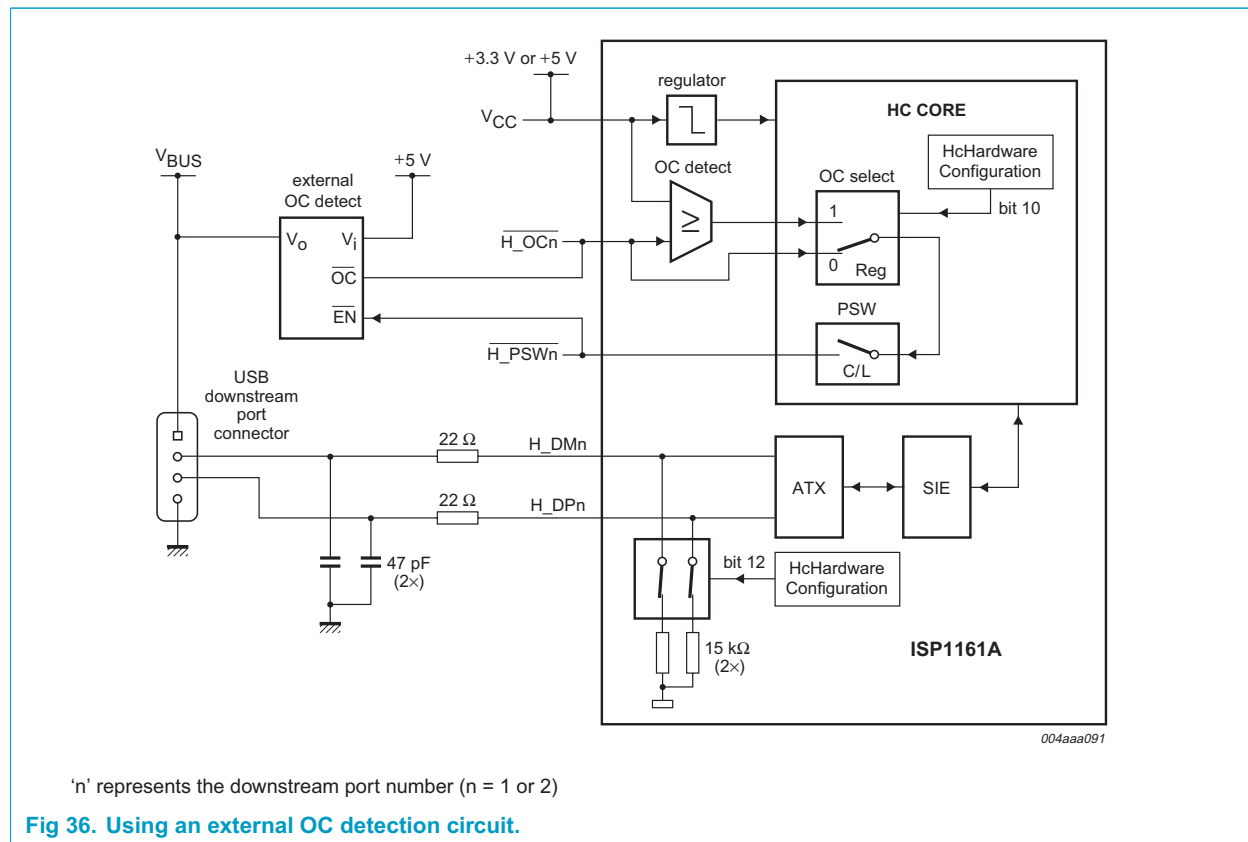 +3.3 V or +5 V
regulator
HC CORE
VCC
HcHardware
Configuration
VBUS
+5 V
OC detect
OC select
external
OC detect
bit 10
1
Vo
Vi
≥
H_OCn
0
Reg
OC
PSW
EN
H_PSWn
C/L
USB
downstream
port
connector
22 Ω
H_DMn
ATX
SIE
22 Ω
H_DPn
47 pF
(2×)
bit 12
HcHardware
Configuration
15 kΩ
(2×)
ISP1161A
004aaa091
‘n’ represents the downstream port number (n = 1 or 2)
Fig 36. Using an external OC detection circuit.